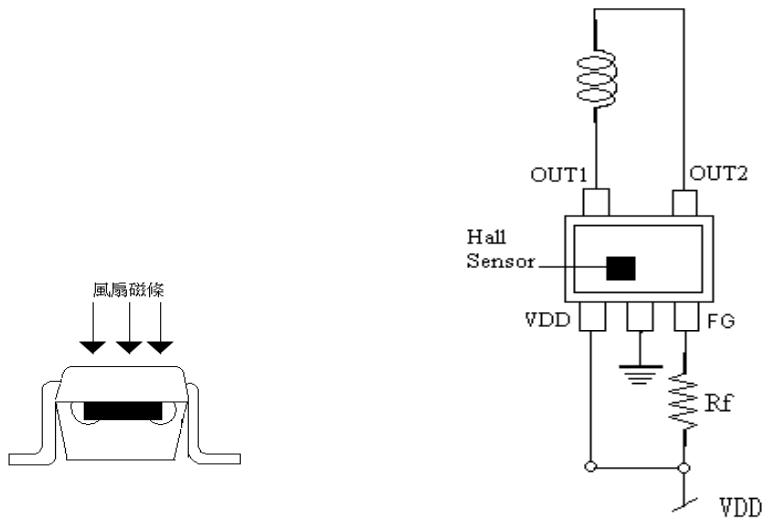 風扇磁條
OUT1
OUT2
Hall
Sensor
VDD
FG
Rf
VDD